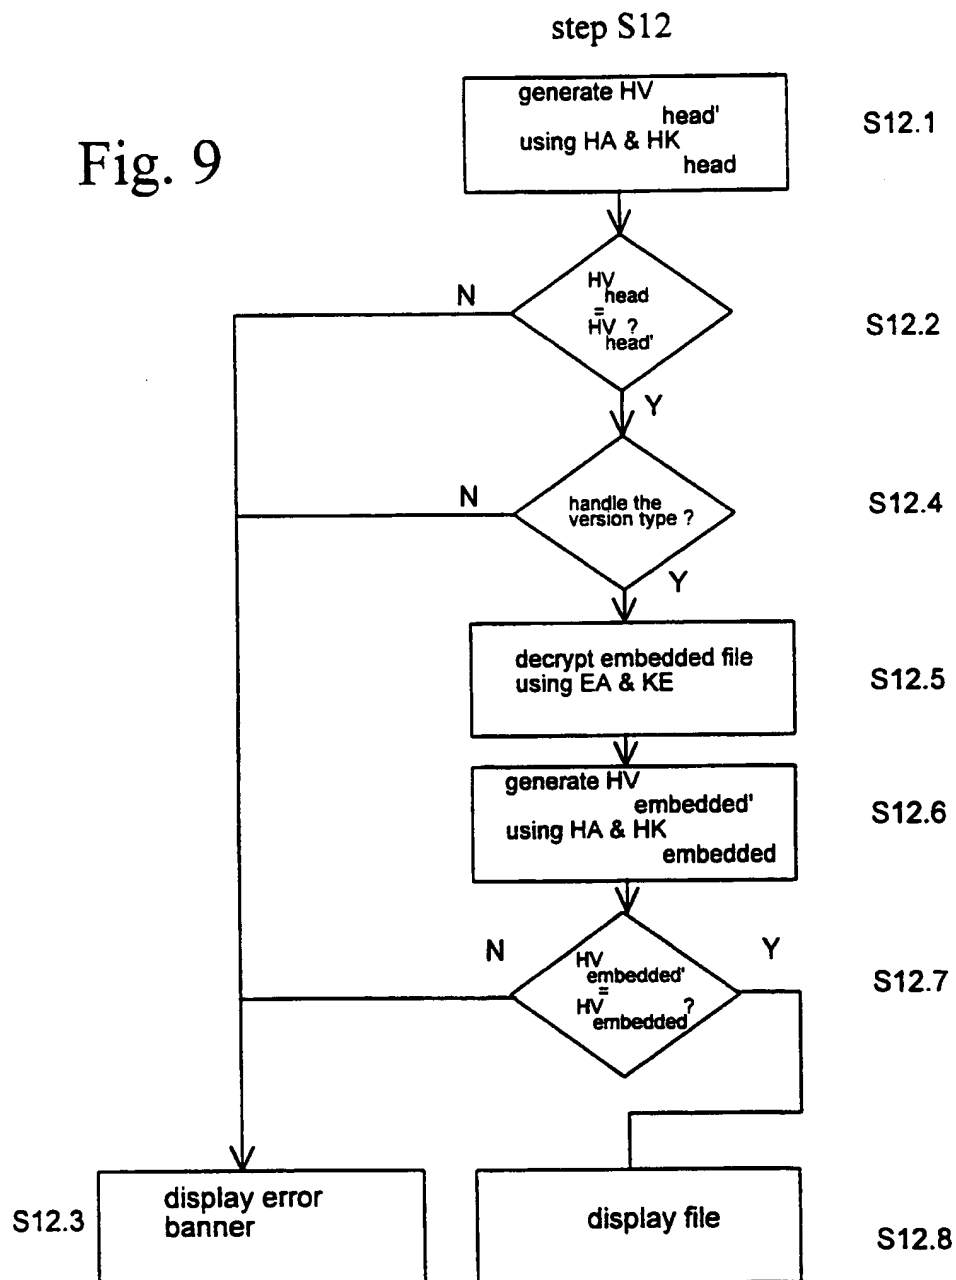 step S12
Fig. 9
generate HV
head'
using HA & HK
head
S12.1
N
HV
head
=
HV ?
head'
S12.2
Y
N
handle the
version type ?
S12.4
Y
decrypt embedded file
using EA & KE
S12.5
generate HV
embedded'
using HA & HK
embedded
S12.6
N
HV
embedded'
=
HV ?
embedded
Y
S12.7
S12.3
display error
banner
display file
S12.8